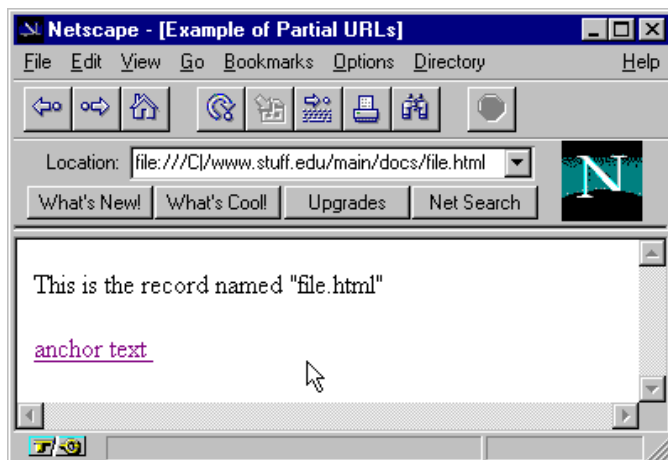 Netscape - [Example of Partial URLs]
File Edit View Go Bookmarks Options Directory Help
Location: file:///C|/www.stuff.edu/main/docs/file.html
What's New! What's Cool! Upgrades Net Search
N
This is the record named "file.html"
anchor text